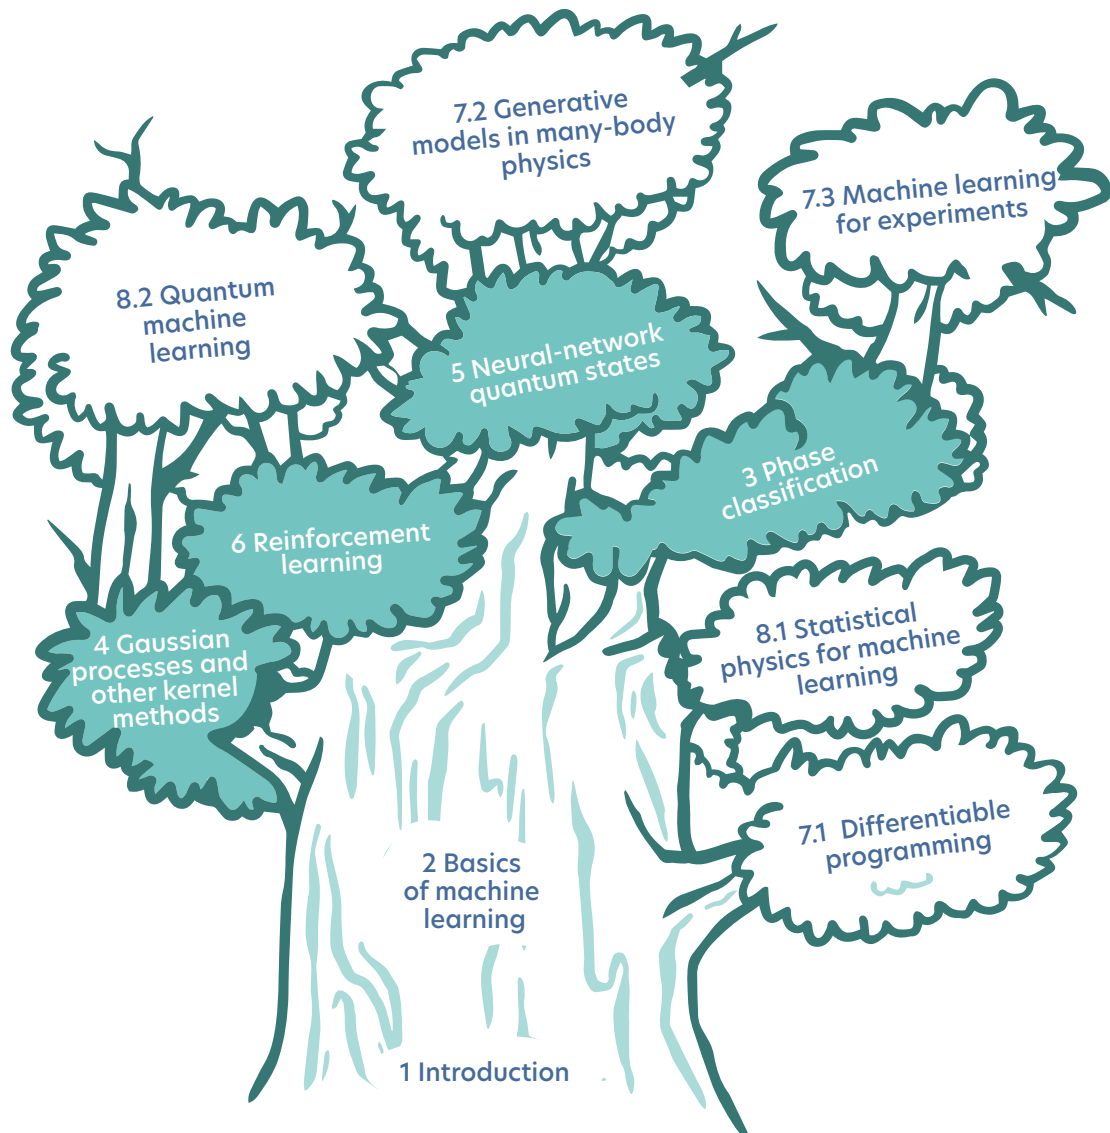 7.2 Generative
models in many-body
physics
7.3 Machine learning
for experiments
8.2 Quantum
machine
learning
5 Neural-network
quantum states
3 Phase
classification
6 Reinforcement
learning
4 Gaussian
processes and
other kernel
methods
8.1 Statistical
physics for machine
learning
7.1 Differentiable
programming
2 Basics
of machine
learning
1 Introduction